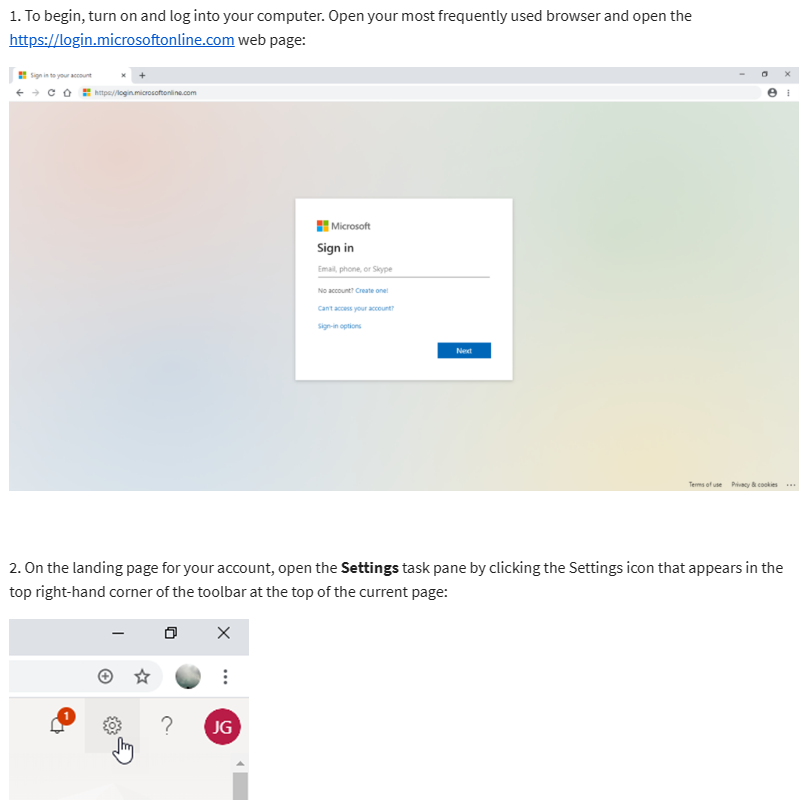 1. To begin, turn on and log into your computer. Open your most frequently used browser and open the
https://login.microsoftonline.com web page:
Sign in to your account
https://login.microsoftonline.com
Microsoft
Sign in
Email, phone, or Skype
No account? Create one!
Can't access your account?
Sign-in options
Next
Terms of use Privacy & cookies ...
2. On the landing page for your account, open the Settings task pane by clicking the Settings icon that appears in the
top right-hand corner of the toolbar at the top of the current page:
1
? JG